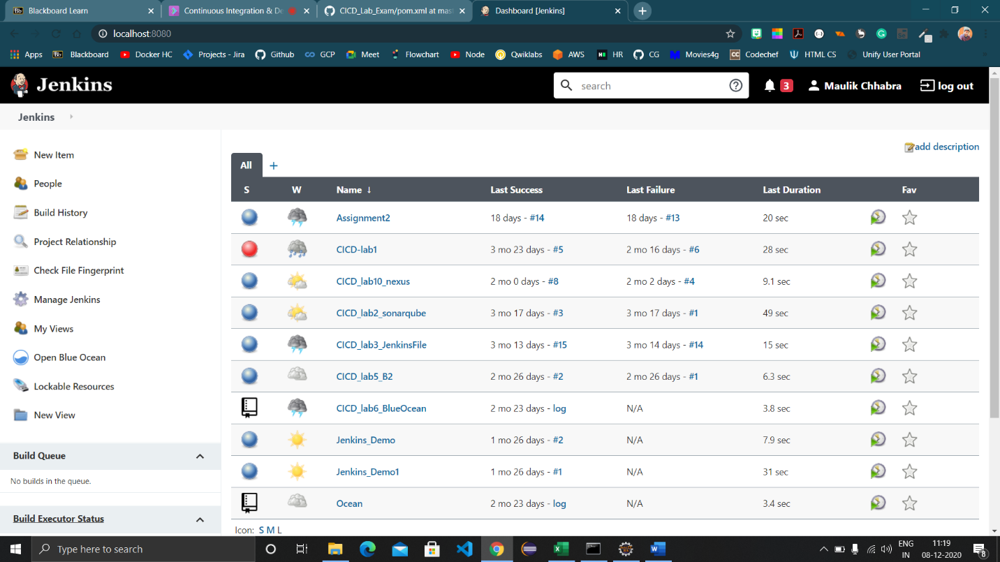 Blackboard Learn
Continuous Integration & De
CICD_Lab_Exam/pom.xml at mast
Dashboard [Jenkins]
localhost:8080
Apps Blackboard Docker HC Projects - Jira Github GCP Meet Flowchart Node Qwiklabs AWS HR CG Movies4g Codechef HTML CS Unify User Portal
Jenkins
search
3
Maulik Chhabra
log out
Jenkins
New Item
People
Build History
Project Relationship
Check File Fingerprint
Manage Jenkins
My Views
Open Blue Ocean
Lockable Resources
New View
Build Queue
No builds in the queue.
Build Executor Status
add description
All +
S W Name ↓ Last Success Last Failure Last Duration Fav
Assignment2 18 days - #14 18 days - #13 20 sec
CICD-lab1 3 mo 23 days - #5 2 mo 16 days - #6 28 sec
CICD_lab10_nexus 2 mo 0 days - #8 2 mo 2 days - #4 9.1 sec
CICD_lab2_sonarqube 3 mo 17 days - #3 3 mo 17 days - #1 49 sec
CICD_lab3_JenkinsFile 3 mo 13 days - #15 3 mo 14 days - #14 15 sec
CICD_lab5_B2 2 mo 26 days - #2 2 mo 26 days - #1 6.3 sec
CICD_lab6_BlueOcean 2 mo 23 days - log N/A 3.8 sec
Jenkins_Demo 1 mo 26 days - #2 N/A 7.9 sec
Jenkins_Demo1 1 mo 26 days - #1 N/A 31 sec
Ocean 2 mo 23 days - log N/A 3.4 sec
Icon: S M L
Type here to search
ENG
IN
11:19
08-12-2020
8